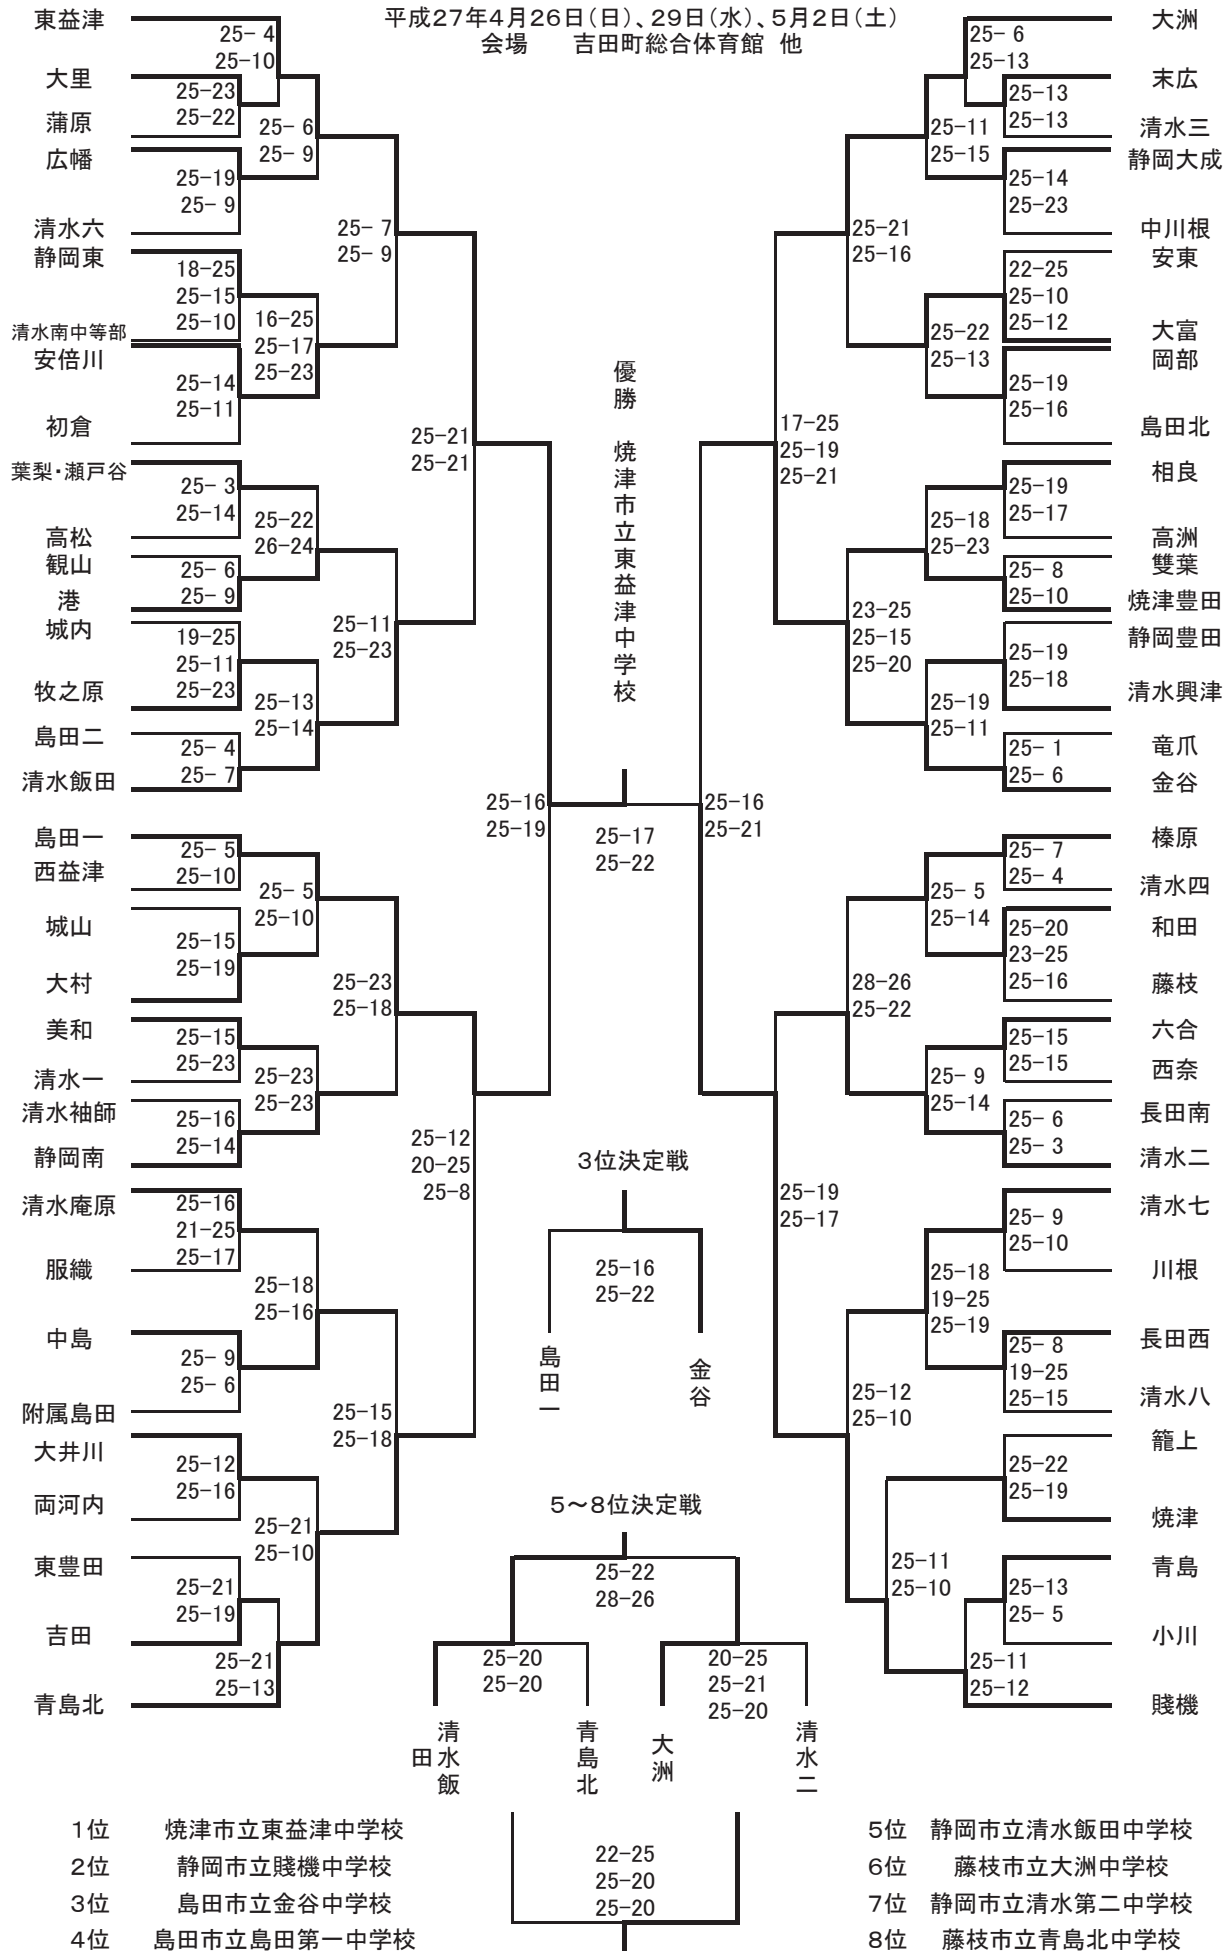 平成27年4月26日(日)、29日(水)、5月2日(土)
会場　吉田町総合体育館 他
東益津
25- 4
25-10
大里
25-23
25-22
蒲原
25- 6
25- 9
広幡
25-19
25- 9
清水六
25- 7
25- 9
静岡東
18-25
25-15
25-10
清水南中等部
16-25
25-17
25-23
安倍川
25-14
25-11
初倉
25-21
25-21
葉梨・瀬戸谷
25- 3
25-14
高松
25-22
26-24
観山
25- 6
25- 9
港
城内
19-25
25-11
25-23
牧之原
25-11
25-23
25-13
25-14
島田二
25- 4
25- 7
清水飯田
25-16
25-19
島田一
25- 5
25-10
西益津
25- 5
25-10
城山
25-15
25-19
大村
25-23
25-18
美和
25-15
25-23
清水一
25-23
25-23
清水袖師
25-16
25-14
静岡南
25-12
20-25
25-8
清水庵原
25-16
21-25
25-17
服織
25-18
25-16
中島
25- 9
25- 6
附属島田
25-15
25-18
大井川
25-12
25-16
両河内
25-21
25-10
東豊田
25-21
25-19
吉田
25-21
25-13
青島北
優勝　焼津市立東益津中学校
25-17
25-22
3位決定戦
25-16
25-22
島田一
金谷
5～8位決定戦
25-22
28-26
25-20
25-20
20-25
25-21
25-20
清水飯田
青島北
大洲
清水二
22-25
25-20
25-20
大洲
25- 6
25-13
末広
25-13
25-13
清水三
25-11
25-15
静岡大成
25-14
25-23
中川根
25-21
25-16
安東
22-25
25-10
25-12
大富
25-22
25-13
岡部
25-19
25-16
島田北
17-25
25-19
25-21
相良
25-19
25-17
高洲
25-18
25-23
雙葉
25- 8
25-10
焼津豊田
23-25
25-15
25-20
静岡豊田
25-19
25-18
清水興津
25-19
25-11
竜爪
25- 1
25- 6
金谷
25-16
25-21
榛原
25- 7
25- 4
清水四
25- 5
25-14
和田
25-20
23-25
25-16
藤枝
28-26
25-22
六合
25-15
25-15
西奈
25- 9
25-14
長田南
25- 6
25- 3
清水二
25-19
25-17
清水七
25- 9
25-10
川根
25-18
19-25
25-19
長田西
25- 8
19-25
25-15
清水八
25-12
25-10
籠上
25-22
25-19
焼津
25-11
25-10
青島
25-13
25- 5
小川
25-11
25-12
賤機
1位　焼津市立東益津中学校
2位　静岡市立賤機中学校
3位　島田市立金谷中学校
4位　島田市立島田第一中学校
5位　静岡市立清水飯田中学校
6位　藤枝市立大洲中学校
7位　静岡市立清水第二中学校
8位　藤枝市立青島北中学校